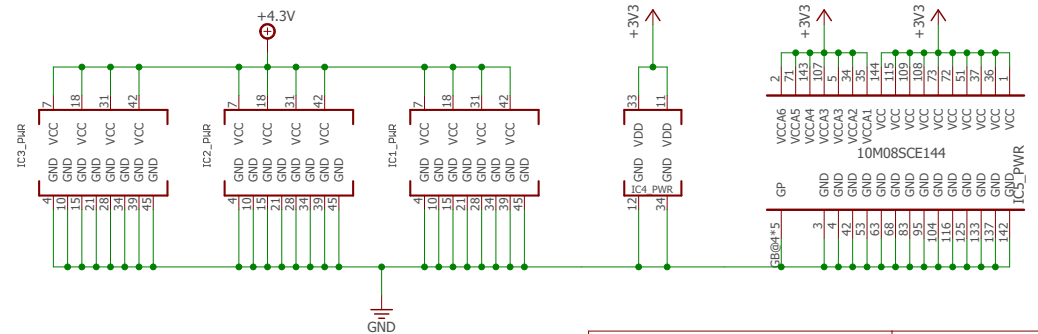 +4.3V
+3V3
+3V3
+3V3
7 18 31 42
VCC VCC VCC VCC
IC3_PWR
GND GND GND GND GND GND GND GND
4 10 15 21 28 34 39 45
7 18 31 42
VCC VCC VCC VCC
IC2_PWR
GND GND GND GND GND GND GND GND
4 10 15 21 28 34 39 45
7 18 31 42
VCC VCC VCC VCC
IC1_PWR
GND GND GND GND GND GND GND GND
4 10 15 21 28 34 39 45
33 11
VDD VDD
GND GND
IC4_PWR
12 34
2 71 143 107 5 34 35 144 115 109 108 73 72 51 37 36 1
VCCA6 VCCA5 VCCA4 VCCA3 VCCA3 VCCA2 VCCA1 VCC VCC VCC VCC VCC VCC VCC VCC VCC VCC
10M08SCE144
IC5_PWR
GP GND GND GND GND GND GND GND GND GND GND GND GND GND GND
GB@4*5 3 4 42 53 63 68 83 95 104 116 125 133 137 142
GND